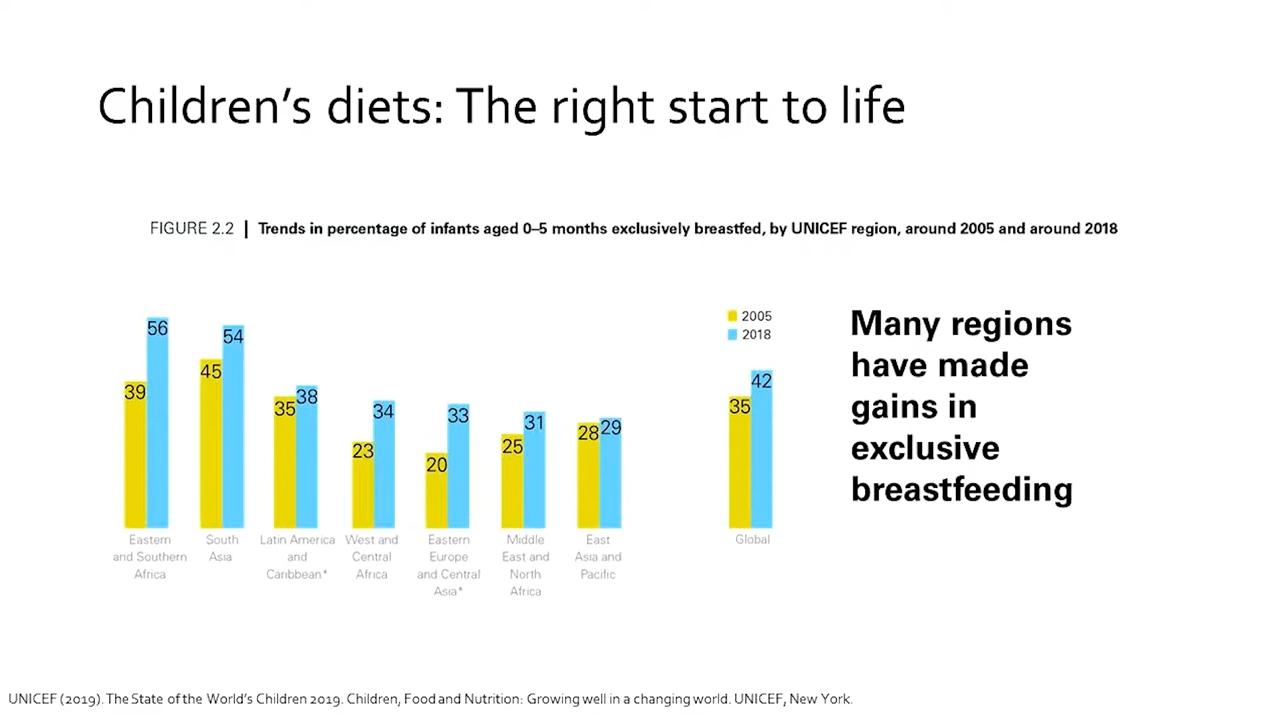 Children's diets: The right start to life
FIGURE 2.2 | Trends in percentage of infants aged 0–5 months exclusively breastfed, by UNICEF region, around 2005 and around 2018
56
39
54
45
35
38
23
34
20
33
25
31
28
29
35
42
Eastern
and Southern
Africa
South
Asia
Latin America
and
Caribbean*
West and
Central
Africa
Eastern
Europe
and Central
Asia*
Middle
East and
North
Africa
East
Asia and
Pacific
Global
2005
2018
Many regions
have made
gains in
exclusive
breastfeeding
UNICEF (2019). The State of the World's Children 2019. Children, Food and Nutrition: Growing well in a changing world. UNICEF, New York.